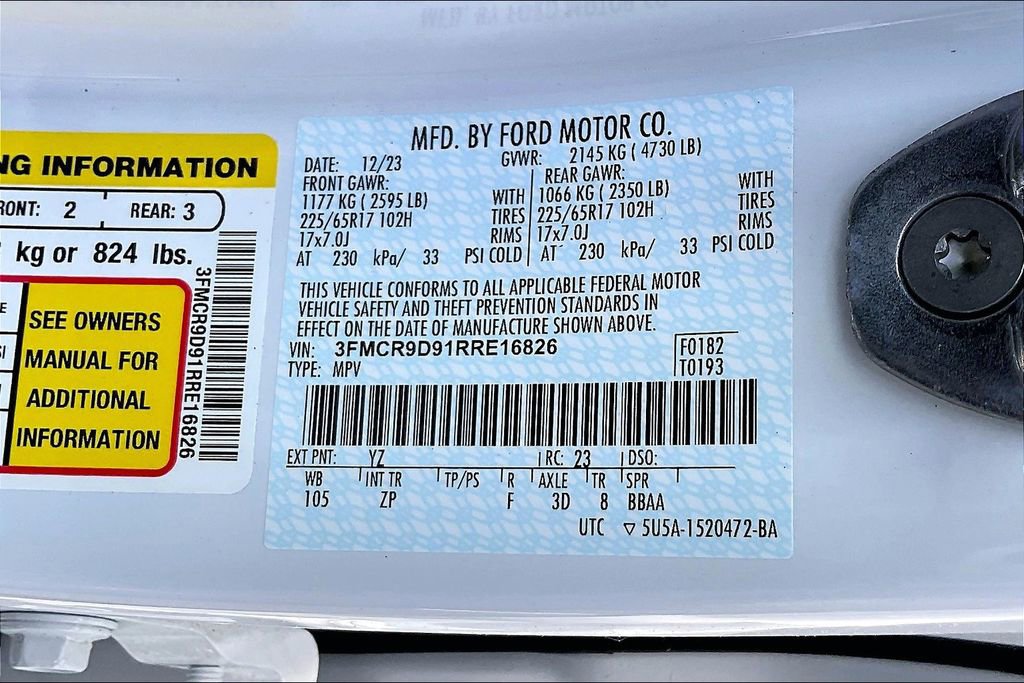 NG INFORMATION
RONT: 2 REAR: 3
kg or 824 lbs.
SEE OWNERS
MANUAL FOR
ADDITIONAL
INFORMATION
3FMCR9D91RRE16826
MFD. BY FORD MOTOR CO.
DATE: 12/23 GVWR: 2145 KG ( 4730 LB)
FRONT GAWR: REAR GAWR:
1177 KG ( 2595 LB) WITH 1066 KG ( 2350 LB) WITH
225/65R17 102H TIRES 225/65R17 102H TIRES
17x7.0J RIMS 17x7.0J RIMS
AT 230 kPa/ 33 PSI COLD AT 230 kPa/ 33 PSI COLD
THIS VEHICLE CONFORMS TO ALL APPLICABLE FEDERAL MOTOR
VEHICLE SAFETY AND THEFT PREVENTION STANDARDS IN
EFFECT ON THE DATE OF MANUFACTURE SHOWN ABOVE.
VIN: 3FMCR9D91RRE16826 F0182
TYPE: MPV T0193
EXT PNT: YZ RC: 23 DSO:
WB INT TR TP/PS R AXLE TR SPR
105 ZP F 3D 8 BBAA
UTC ▽ 5U5A-1520472-BA